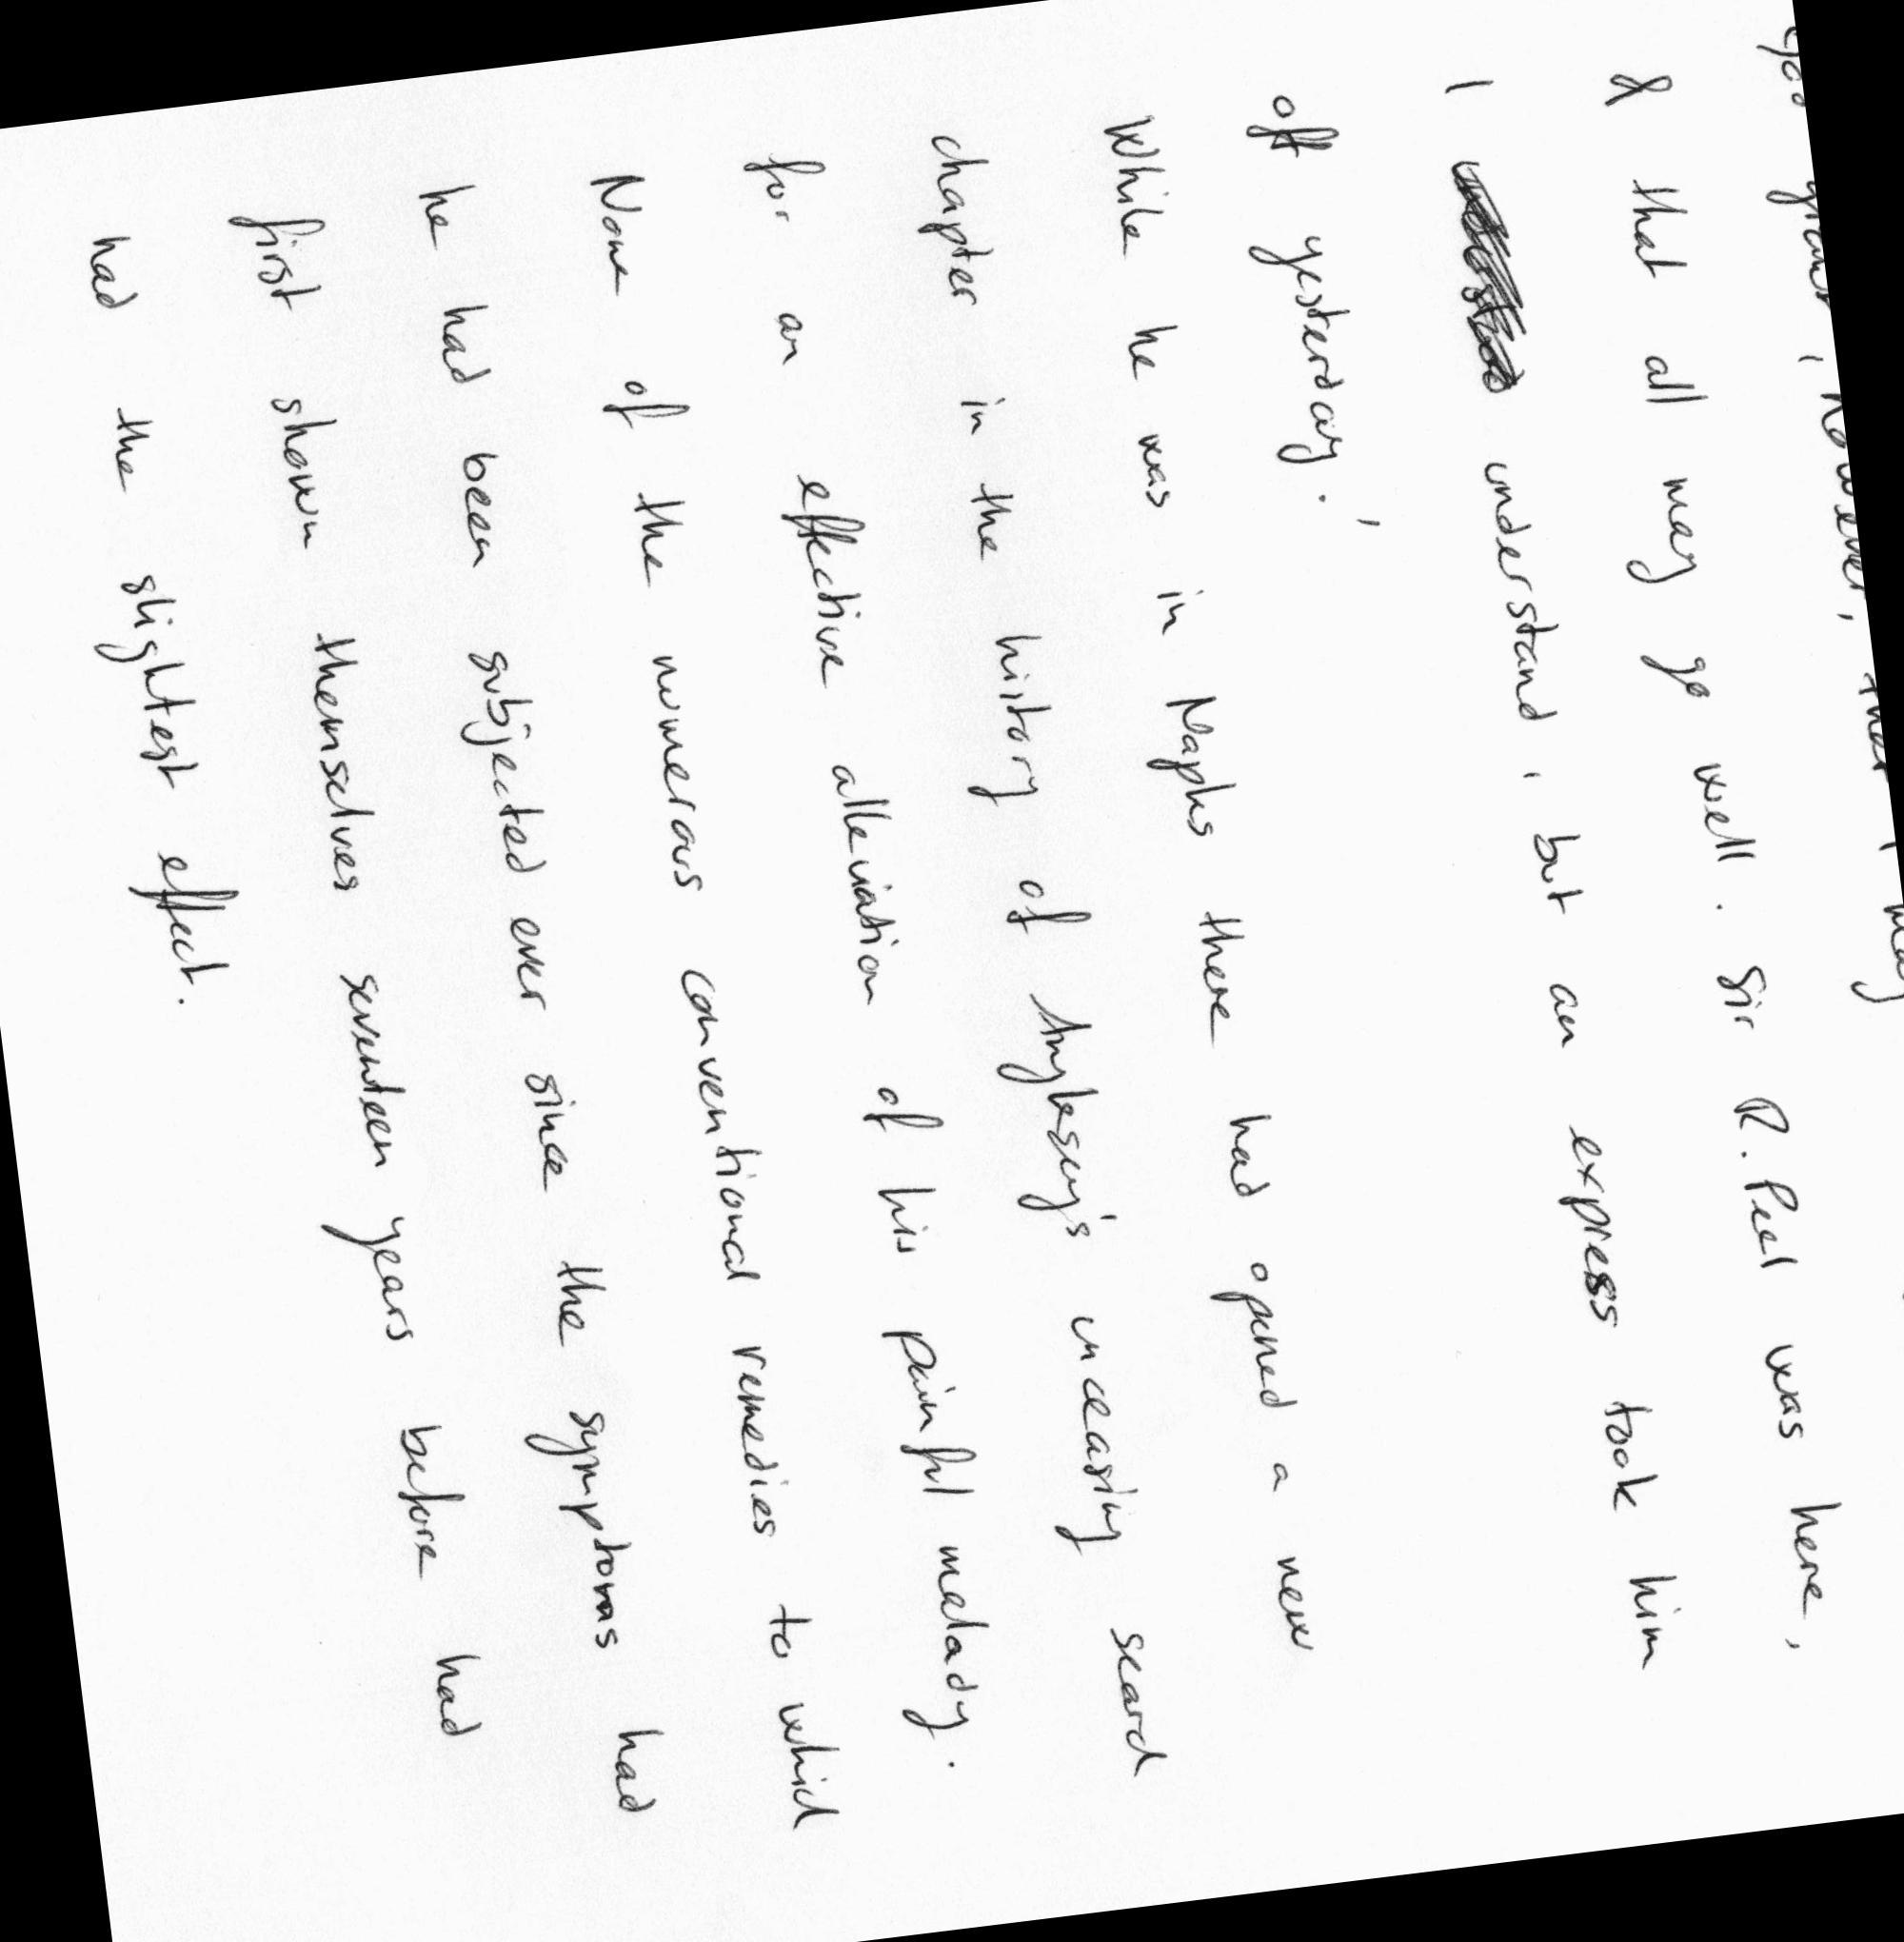 God grant, however, that I may
& that all may go well. Sir R. Peel was here,
I understand, but an express took him
off yesterday.'
While he was in Naples there had opened a new
chapter in the history of Anglesey's unceasing search
for an effective alleviation of his painful malady.
None of the numerous conventional remedies to which
he had been subjected ever since the symptoms had
first shown themselves seventeen years before had
had the slightest effect.